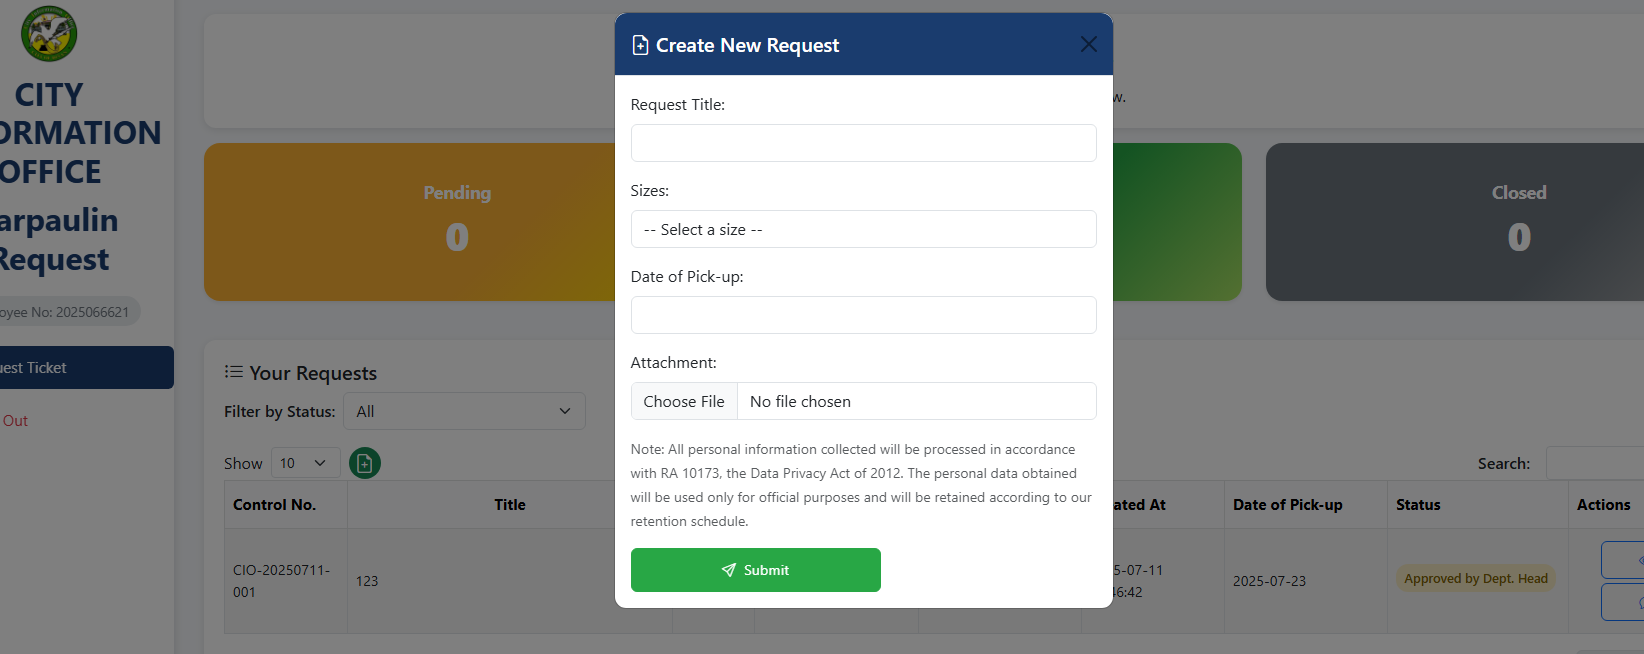 CITY
ORMATION
OFFICE
arpaulin
Request
oyee No: 2025066621
uest Ticket
Out
Create New Request
Request Title:
Sizes:
-- Select a size --
Date of Pick-up:
Attachment:
Choose File No file chosen
Note: All personal information collected will be processed in accordance
with RA 10173, the Data Privacy Act of 2012. The personal data obtained
will be used only for official purposes and will be retained according to our
retention schedule.
Submit
w.
Pending
0
Closed
0
Your Requests
Filter by Status: All
Show 10
Search:
Control No. Title ated At Date of Pick-up Status Actions
CIO-20250711-
001
123
5-07-11
46:42
2025-07-23
Approved by Dept. Head